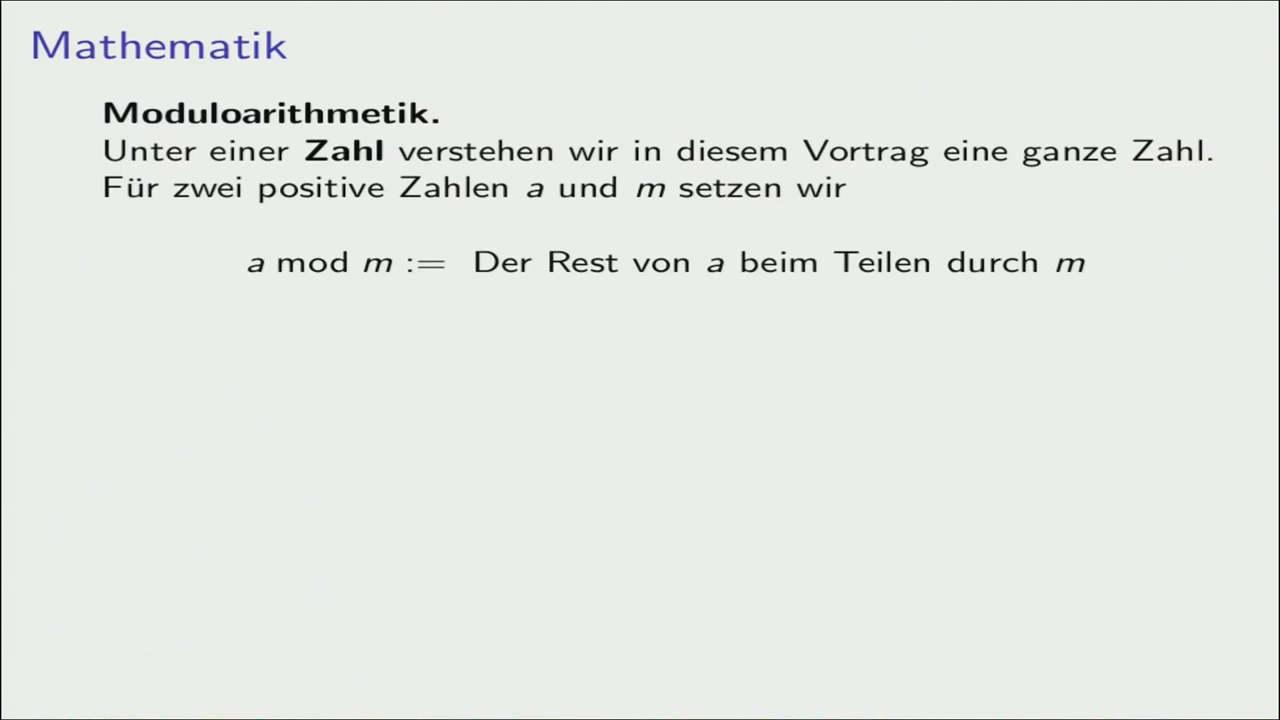 Mathematik
Moduloarithmetik.
Unter einer Zahl verstehen wir in diesem Vortrag eine ganze Zahl.
Für zwei positive Zahlen a und m setzen wir
a mod m := Der Rest von a beim Teilen durch m